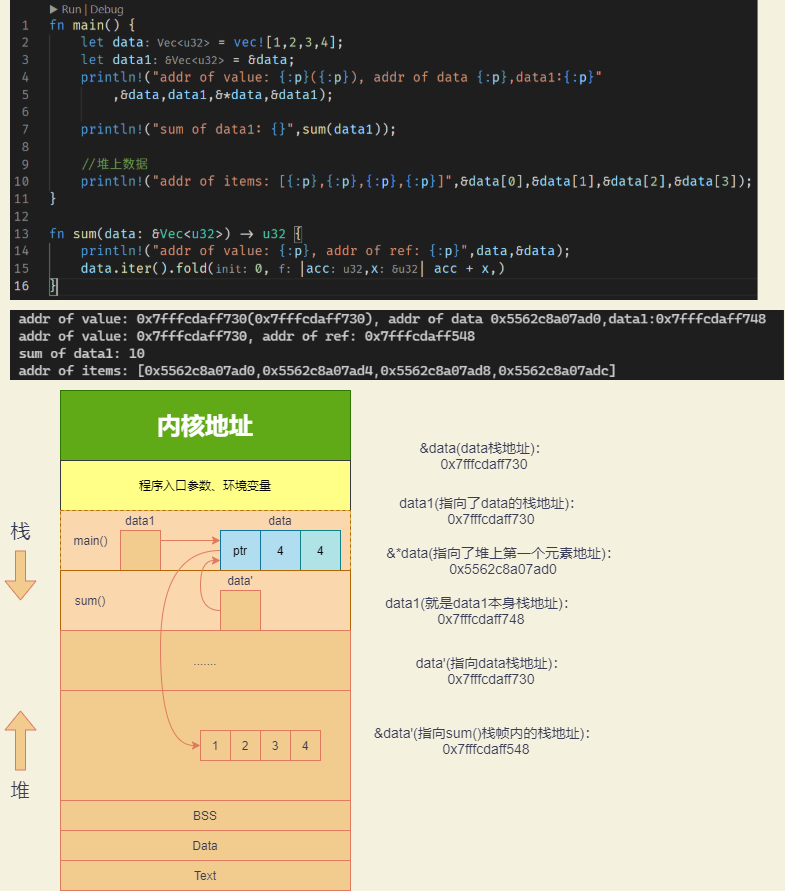 ▶ Run | Debug
1 fn main() {
2 let data: Vec<u32> = vec![1,2,3,4];
3 let data1: &Vec<u32> = &data;
4 println!("addr of value: {:p}({:p}), addr of data {:p},data1:{:p}"
5 ,&data,data1,&*data,&data1);
6
7 println!("sum of data1: {}",sum(data1));
8
9 //堆上数据
10 println!("addr of items: [{:p},{:p},{:p},{:p}]",&data[0],&data[1],&data[2],&data[3]);
11 }
12
13 fn sum(data: &Vec<u32>) -> u32 {
14 println!("addr of value: {:p}, addr of ref: {:p}",data,&data);
15 data.iter().fold(init: 0, f: |acc: u32,x: &u32| acc + x,)
16 }
addr of value: 0x7fffcdaff730(0x7fffcdaff730), addr of data 0x5562c8a07ad0,data1:0x7fffcdaff748
addr of value: 0x7fffcdaff730, addr of ref: 0x7fffcdaff548
sum of data1: 10
addr of items: [0x5562c8a07ad0,0x5562c8a07ad4,0x5562c8a07ad8,0x5562c8a07adc]
内核地址
程序入口参数、环境变量
栈
main()
data1
data
ptr 4 4
sum()
data'
.......
堆
1 2 3 4
BSS
Data
Text
&data(data栈地址):
0x7fffcdaff730
data1(指向了data的栈地址):
0x7fffcdaff730
&*data(指向了堆上第一个元素地址):
0x5562c8a07ad0
data1(就是data1本身栈地址):
0x7fffcdaff748
data'(指向data栈地址):
0x7fffcdaff730
&data'(指向sum()栈帧内的栈地址):
0x7fffcdaff548